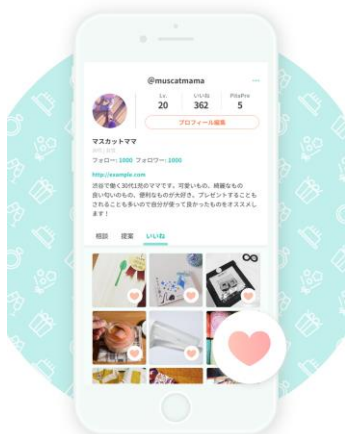 @muscatmama
Lv. いいね PitaPre
20 362 5
プロフィール編集
マスカットママ
フォロー: 1000 フォロワー: 1000
http://example.com
渋谷で働く30代1児のママです。可愛いもの、綺麗なもの
良い匂いのもの、便利なものが大好き。プレゼントすることも
されることも多いので自分が使って良かったものをオススメし
ます!
相談 提案 いいね